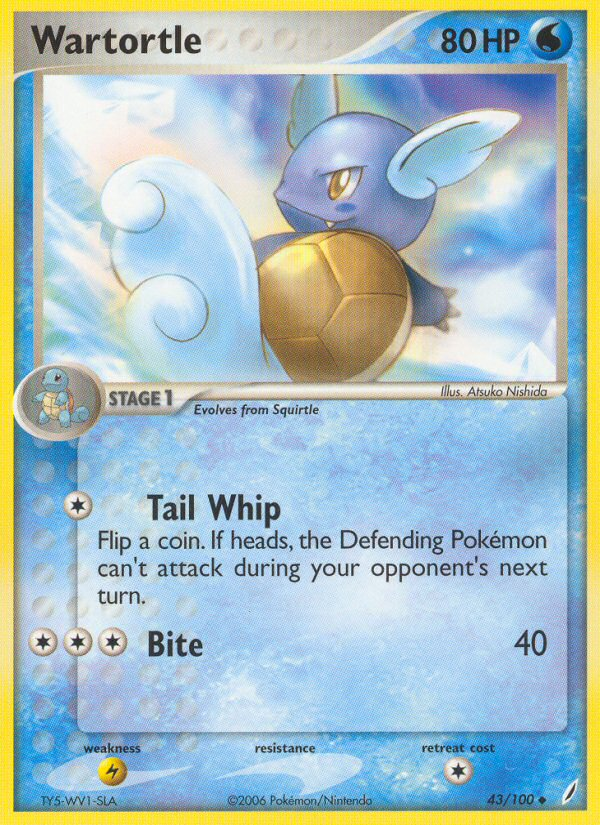 Wartortle 80 HP
Illus. Atsuko Nishida
STAGE 1
Evolves from Squirtle
Tail Whip
Flip a coin. If heads, the Defending Pokémon
can't attack during your opponent's next
turn.
Bite 40
weakness resistance retreat cost
TY5-WV1-SLA ©2006 Pokémon/Nintendo 43/100